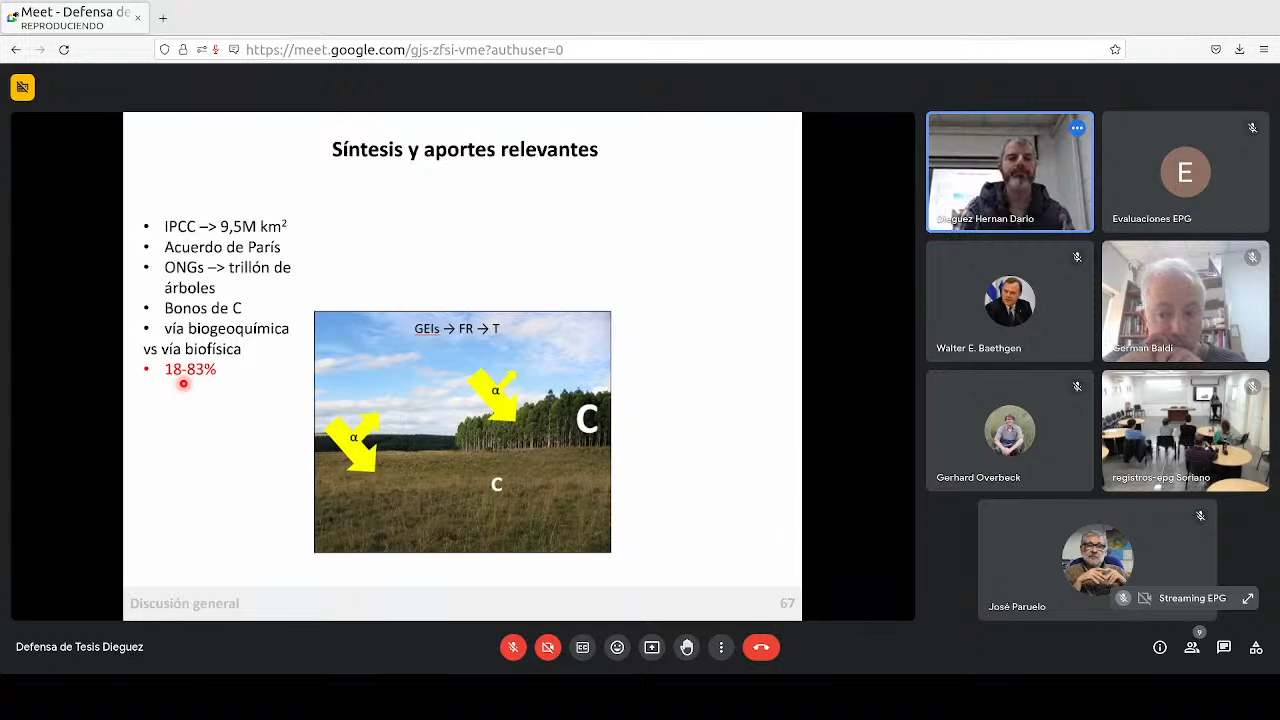 Meet - Defensa de
REPRODUCIENDO
https://meet.google.com/gjs-zfsi-vme?authuser=0
Síntesis y aportes relevantes
• IPCC –> 9,5M km²
• Acuerdo de París
• ONGs –> trillón de
árboles
• Bonos de C
• vía biogeoquímica
vs vía biofísica
• 18-83%
GEIs → FR → T
α
α
C
C
Discusión general
67
Dieguez Hernan Dario
E
Evaluaciones EPG
Walter E. Baethgen
German Baldi
Gerhard Overbeck
registros-epg Soriano
José Paruelo
Streaming EPG
Defensa de Tesis Dieguez
9